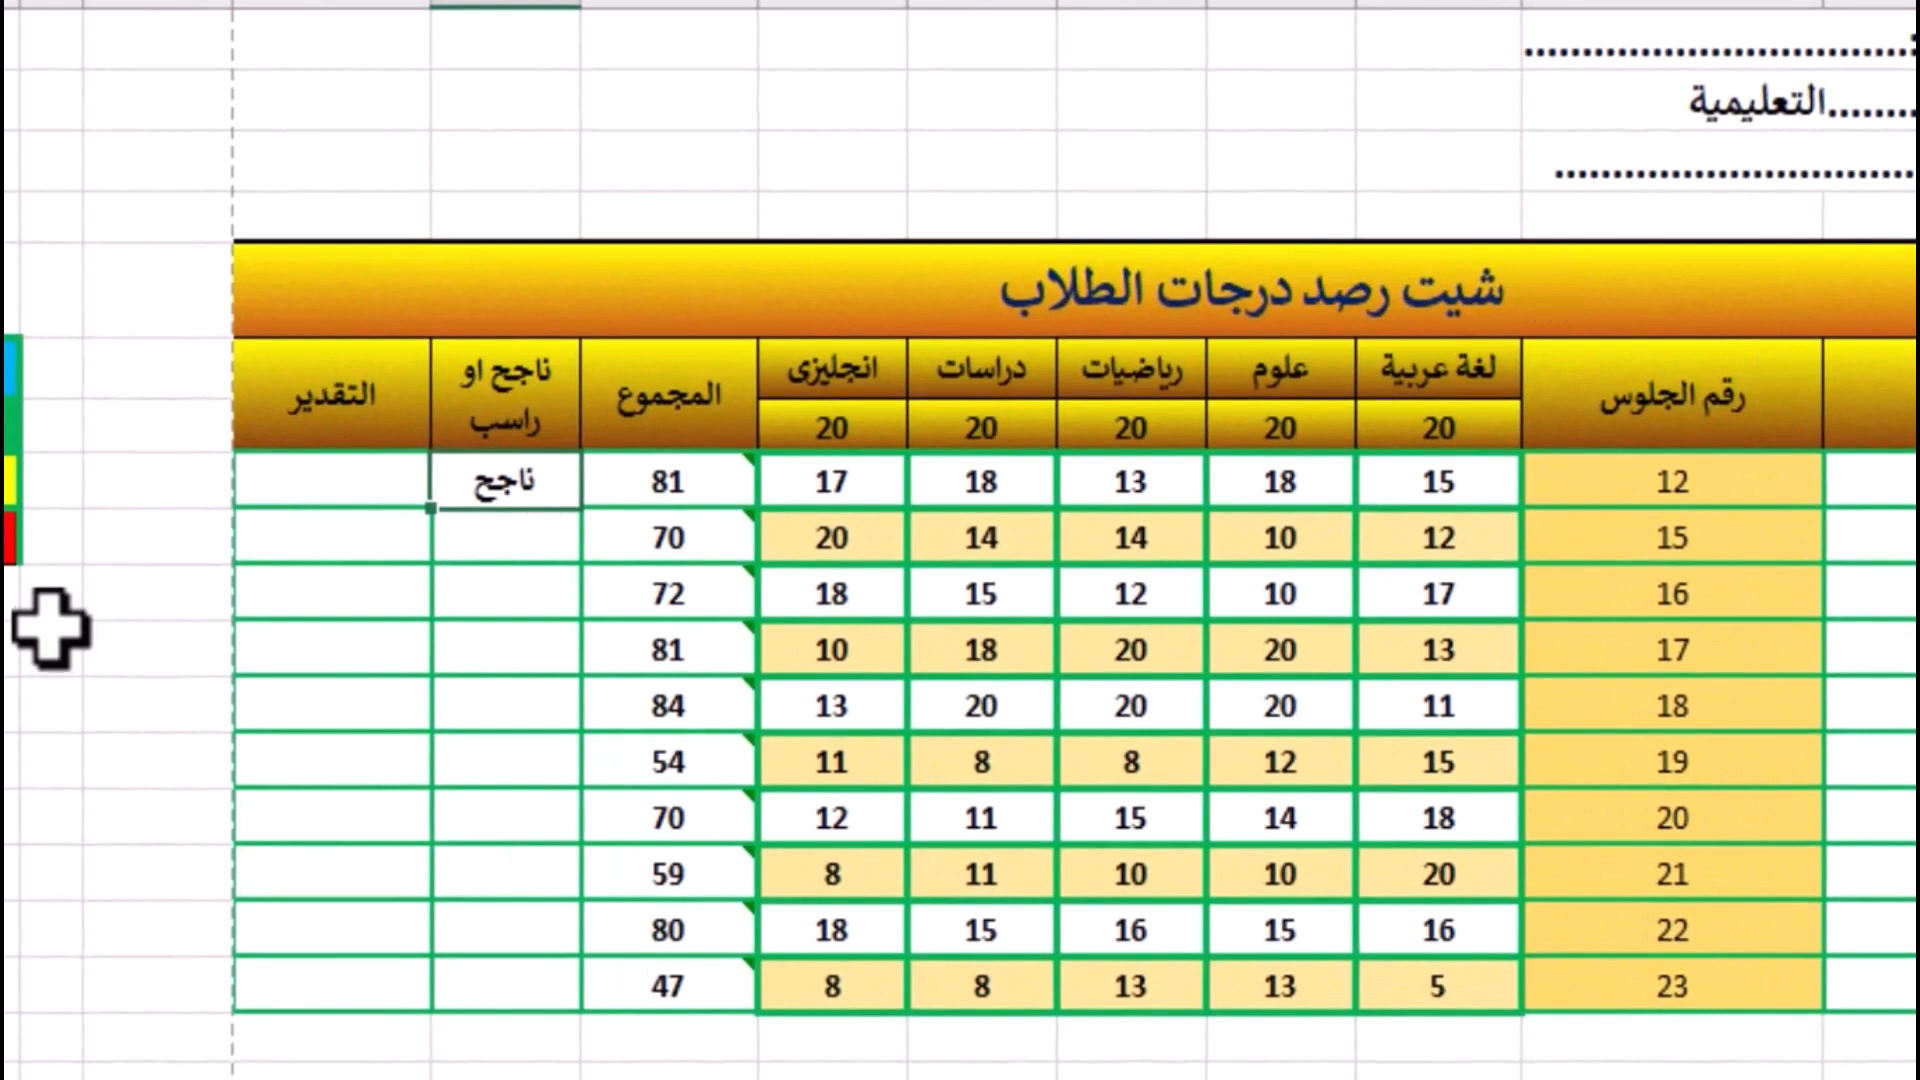 :................................
........التعليمية
................................
شيت رصد درجات الطلاب
رقم الجلوس لغة عربية علوم رياضيات دراسات انجليزى المجموع ناجح او راسب التقدير
20 20 20 20 20
12 15 18 13 18 17 81 ناجح
15 12 10 14 14 20 70
16 17 10 12 15 18 72
17 13 20 20 18 10 81
18 11 20 20 20 13 84
19 15 12 8 8 11 54
20 18 14 15 11 12 70
21 20 10 10 11 8 59
22 16 15 16 15 18 80
23 5 13 13 8 8 47